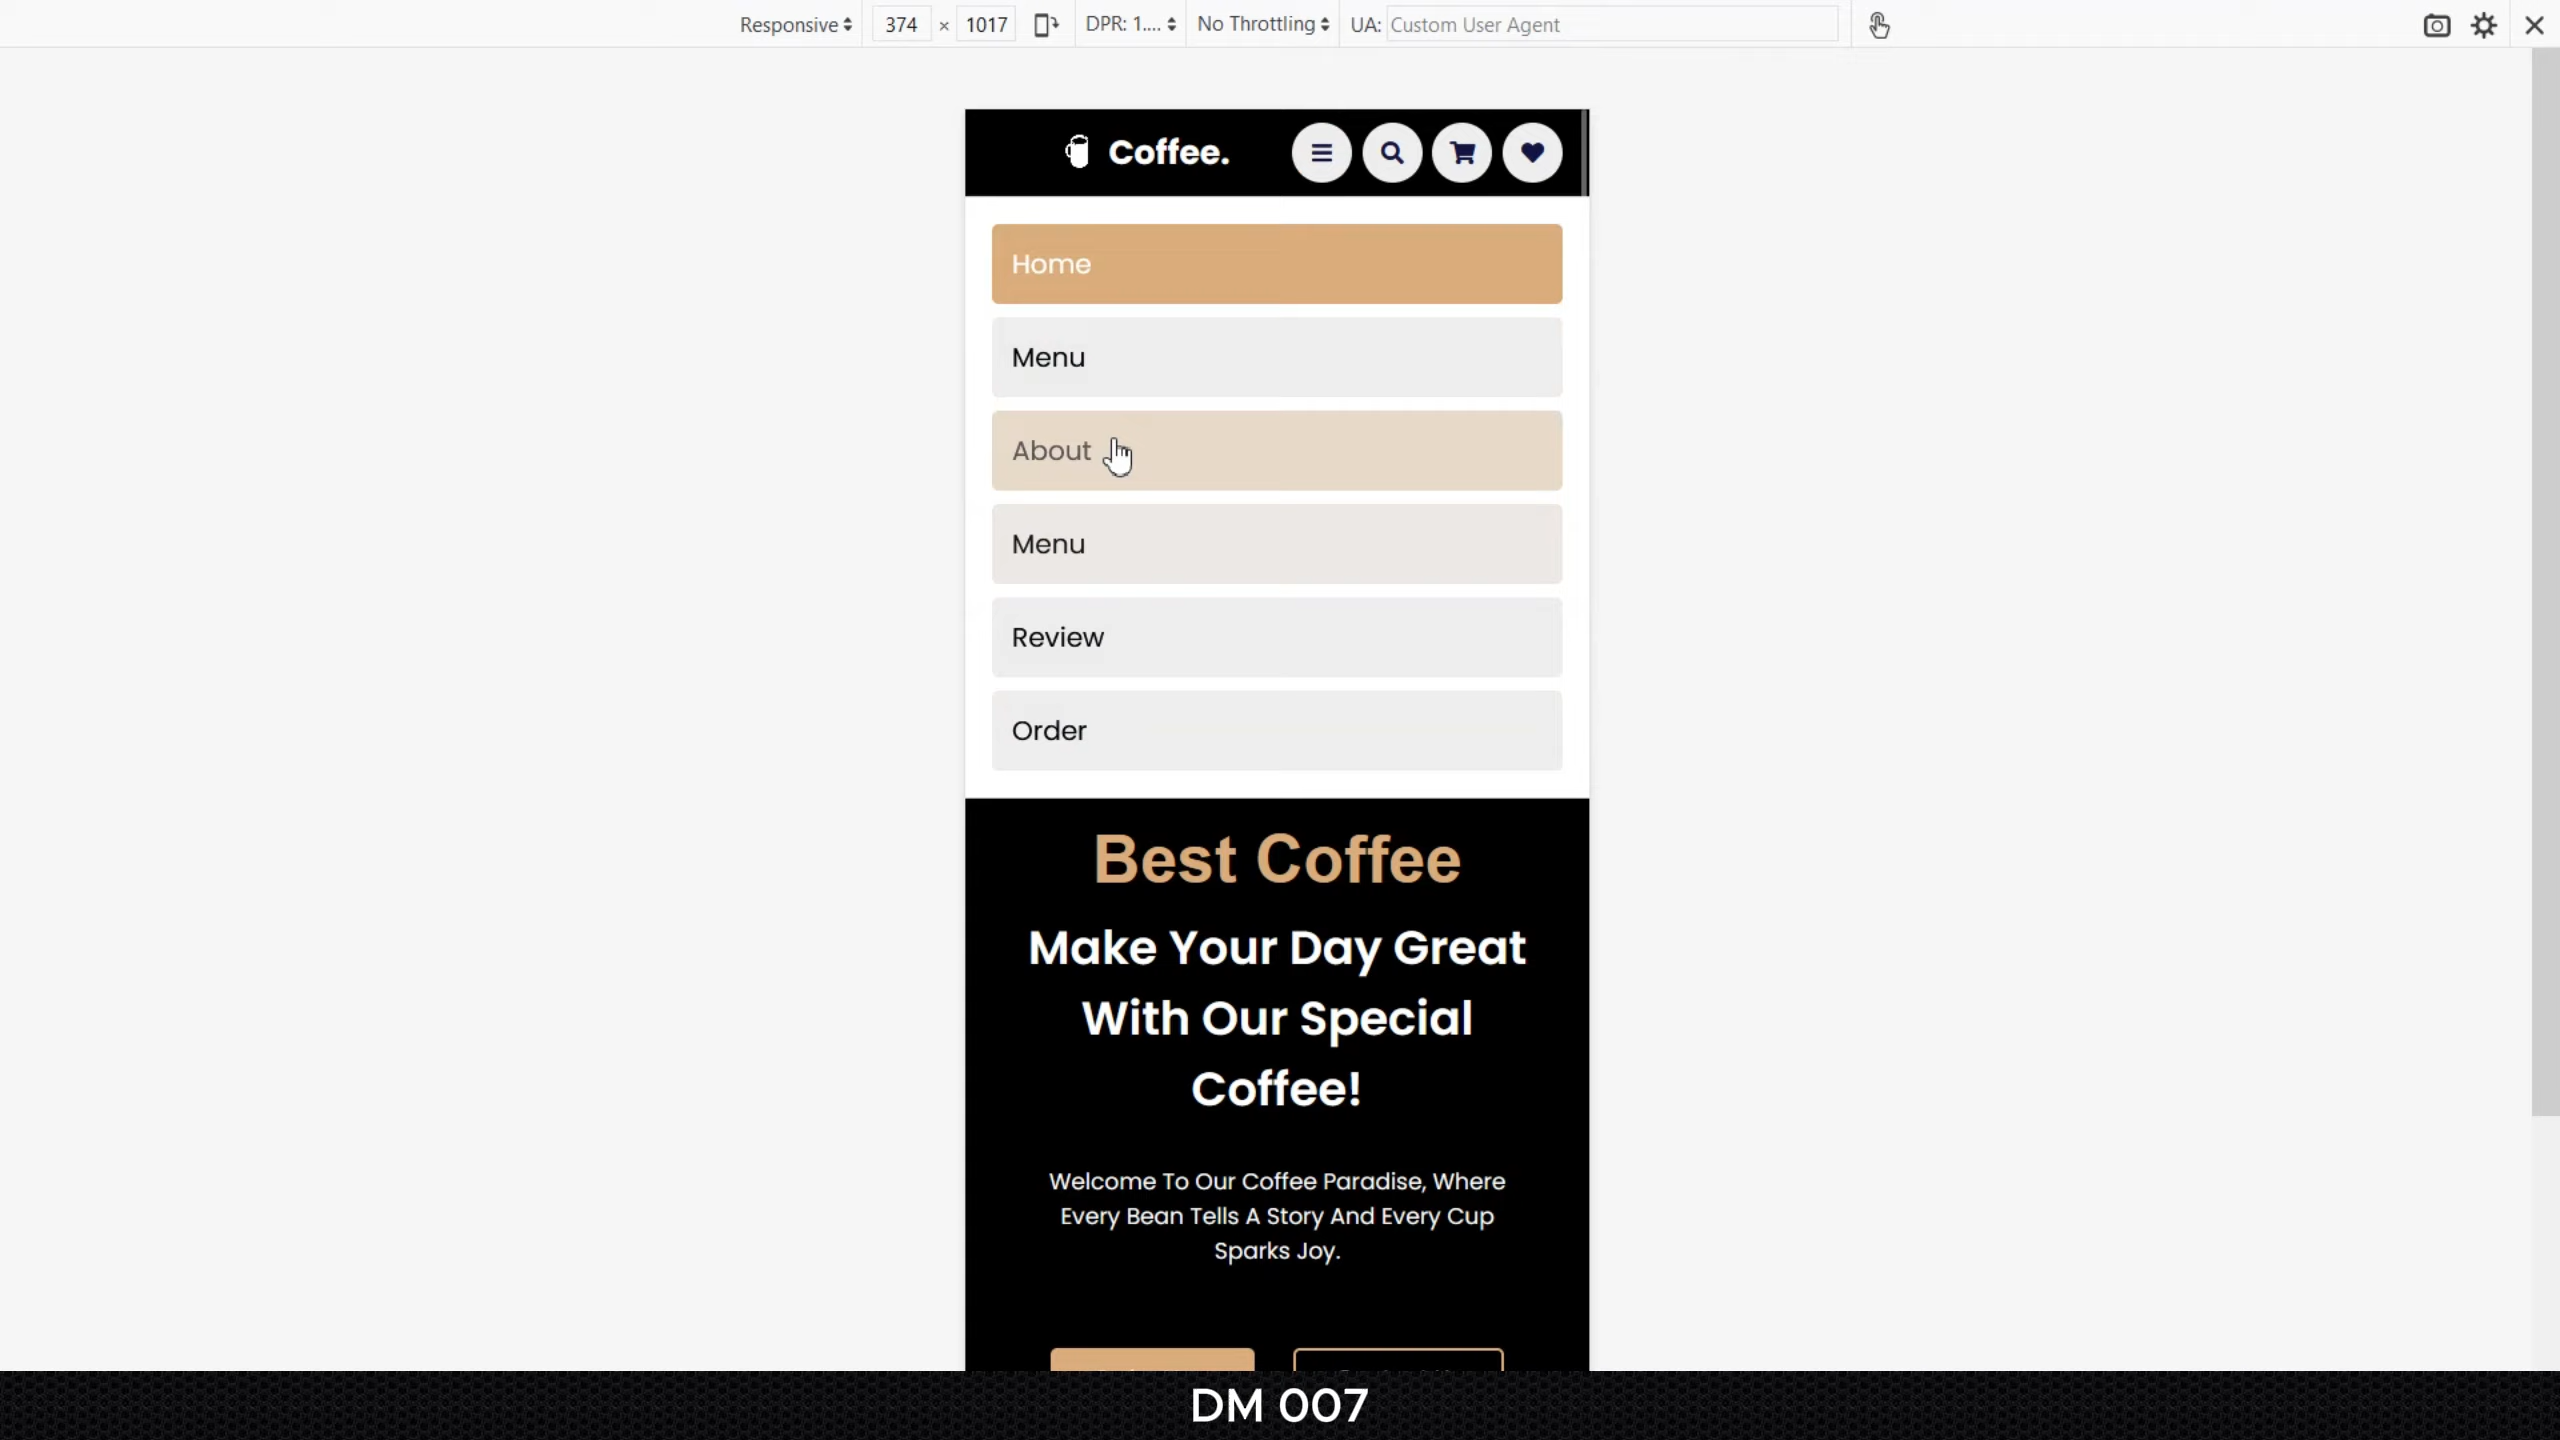 Responsive 374 × 1017 DPR: 1.... No Throttling UA: Custom User Agent
Coffee.
Home
Menu
About
Menu
Review
Order
Best Coffee
Make Your Day Great
With Our Special
Coffee!
Welcome To Our Coffee Paradise, Where
Every Bean Tells A Story And Every Cup
Sparks Joy.
DM 007